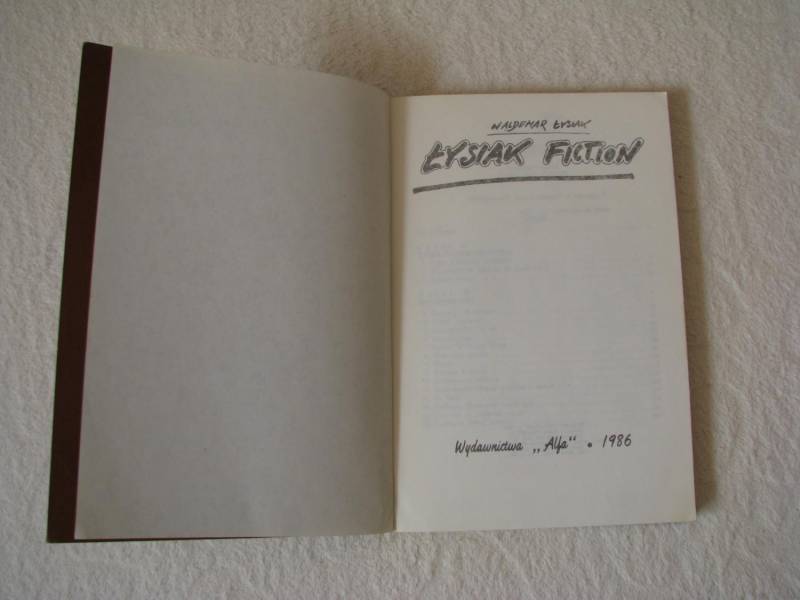 WALDEMAR ŁYSIAK
ŁYSIAK FICTION
Wydawnictwa „Alfa“ • 1986